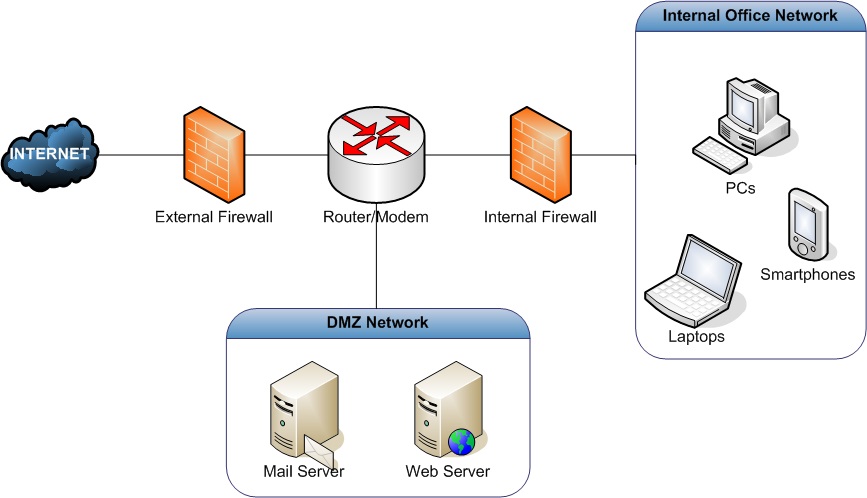 Internal Office Network
INTERNET
External Firewall
Router/Modem
Internal Firewall
PCs
Smartphones
Laptops
DMZ Network
Mail Server
Web Server